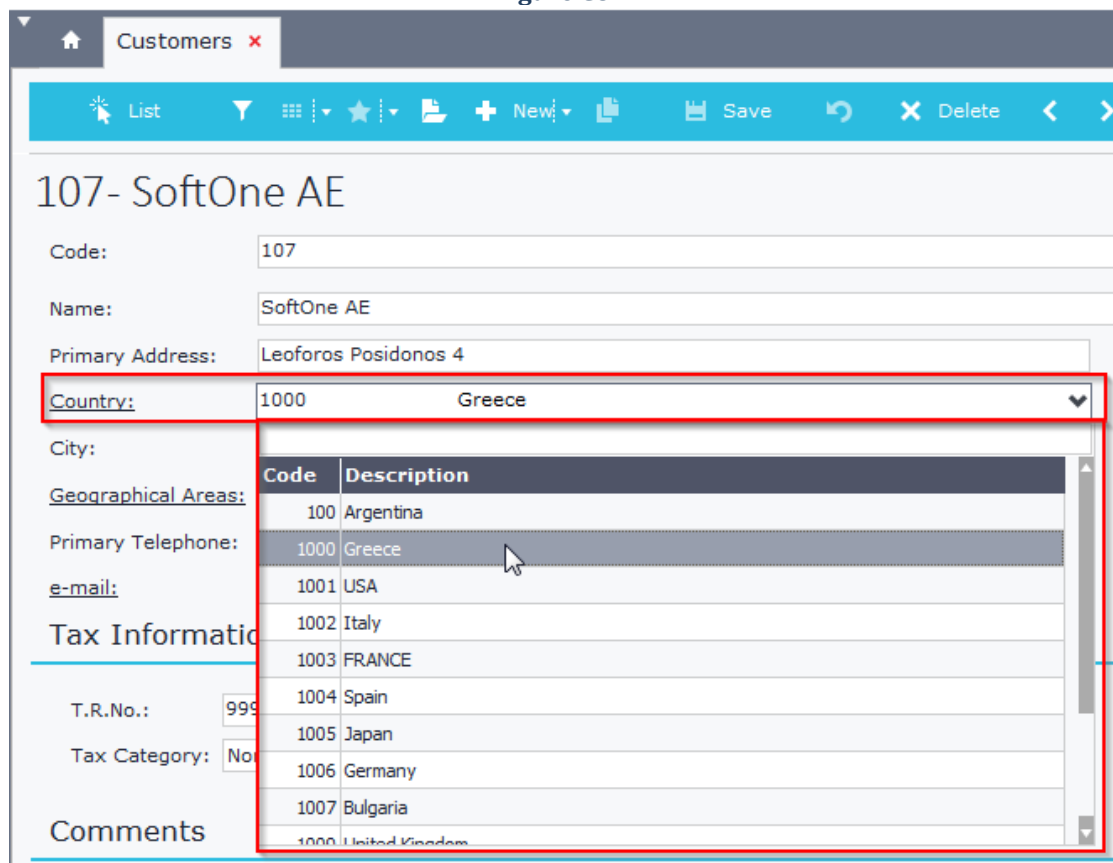 Customers
List New Save Delete
107- SoftOne AE
Code: 107
Name: SoftOne AE
Primary Address: Leoforos Posidonos 4
Country: 1000 Greece
City:
Geographical Areas:
Primary Telephone:
e-mail:
Code Description
100 Argentina
1000 Greece
1001 USA
1002 Italy
1003 FRANCE
1004 Spain
1005 Japan
1006 Germany
1007 Bulgaria
United Kingdom
Tax Informatio
T.R.No.: 999
Tax Category: Nor
Comments